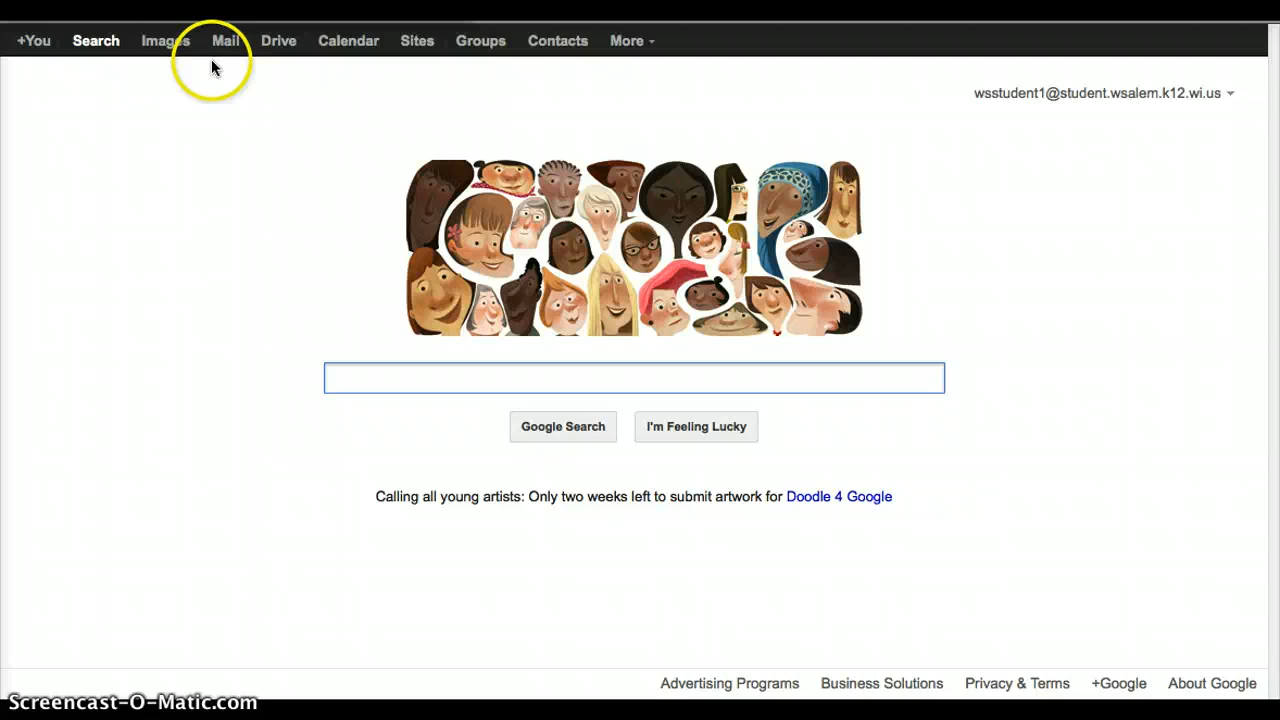 +You Search Images Mail Drive Calendar Sites Groups Contacts More
wsstudent1@student.wsalem.k12.wi.us
Google Search I'm Feeling Lucky
Calling all young artists: Only two weeks left to submit artwork for Doodle 4 Google
Advertising Programs Business Solutions Privacy & Terms +Google About Google
Screencast-O-Matic.com